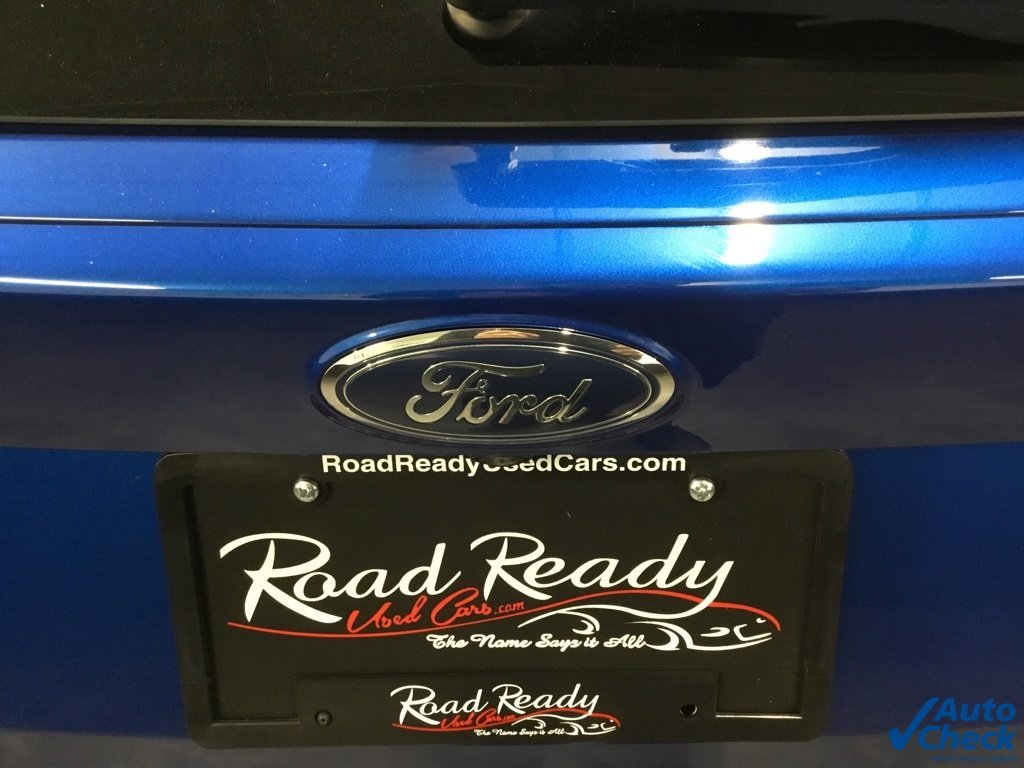 Ford
RoadReadyUsedCars.com
Road Ready
Used Cars.com
The Name Says it All
Road Ready
Used Cars.com
The Name Says it All
Auto
Check